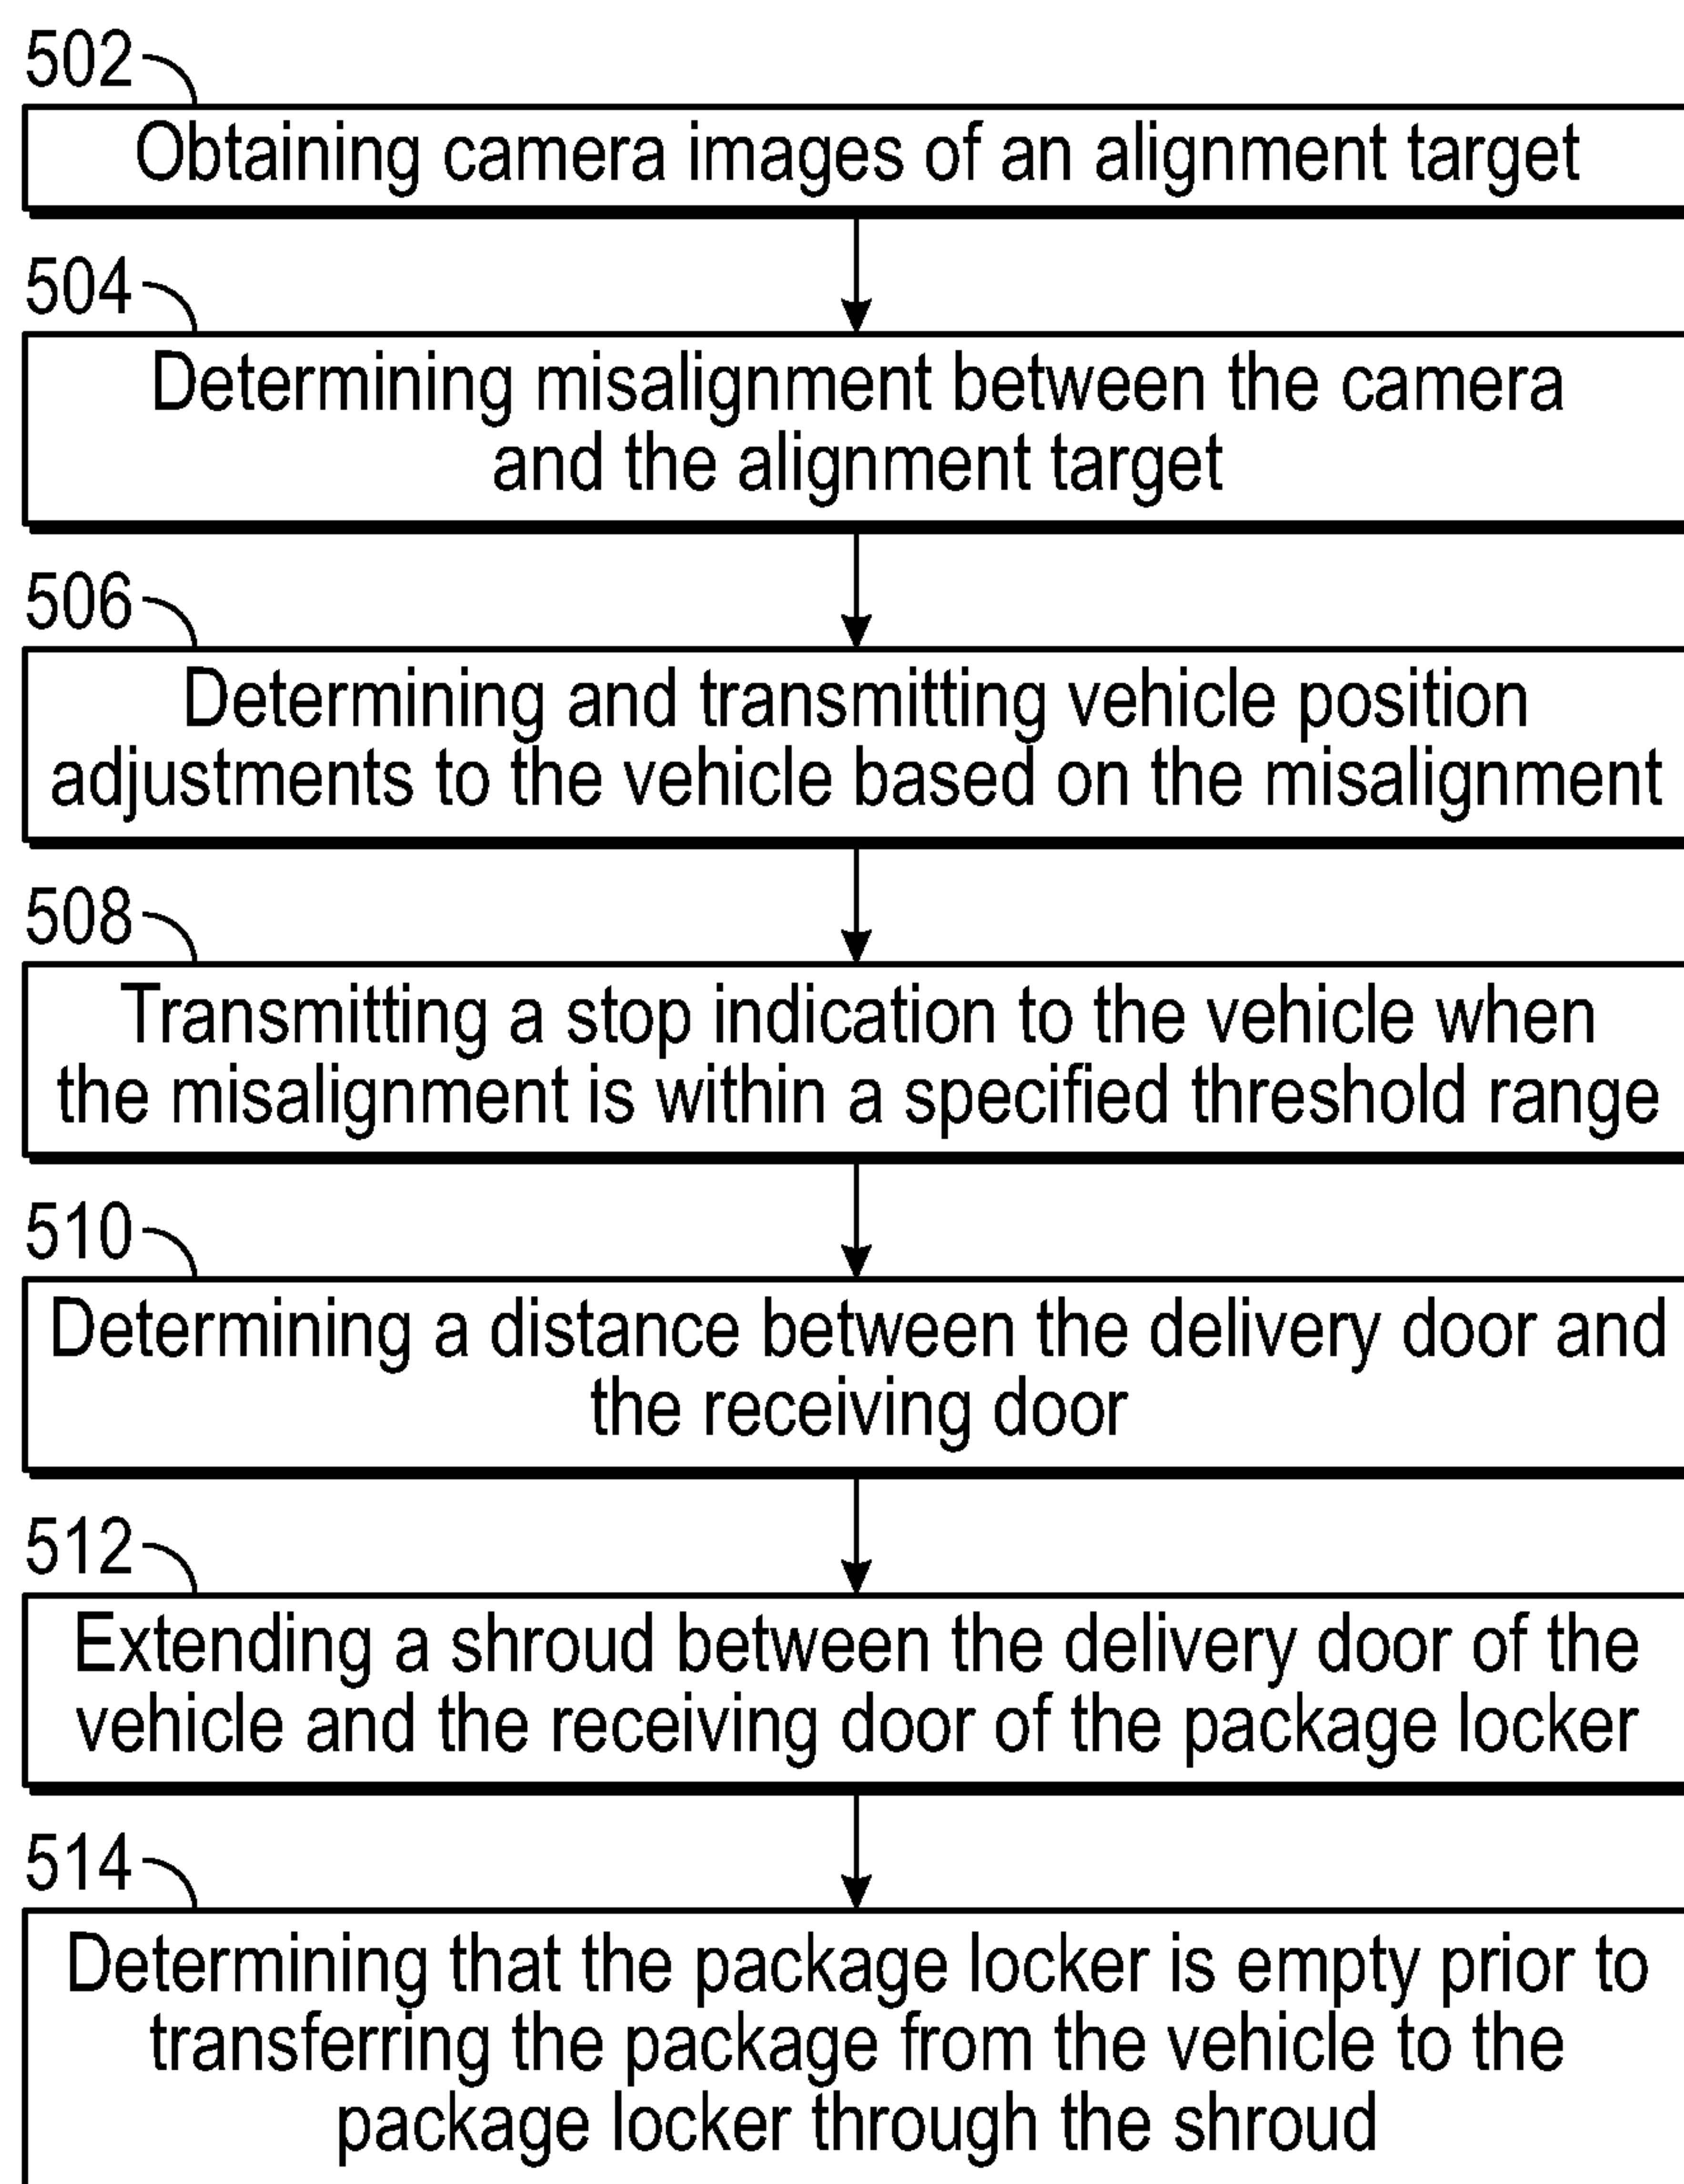 502
Obtaining camera images of an alignment target
504
Determining misalignment between the camera
and the alignment target
506
Determining and transmitting vehicle position
adjustments to the vehicle based on the misalignment
508
Transmitting a stop indication to the vehicle when
the misalignment is within a specified threshold range
510
Determining a distance between the delivery door and
the receiving door
512
Extending a shroud between the delivery door of the
vehicle and the receiving door of the package locker
514
Determining that the package locker is empty prior to
transferring the package from the vehicle to the
package locker through the shroud